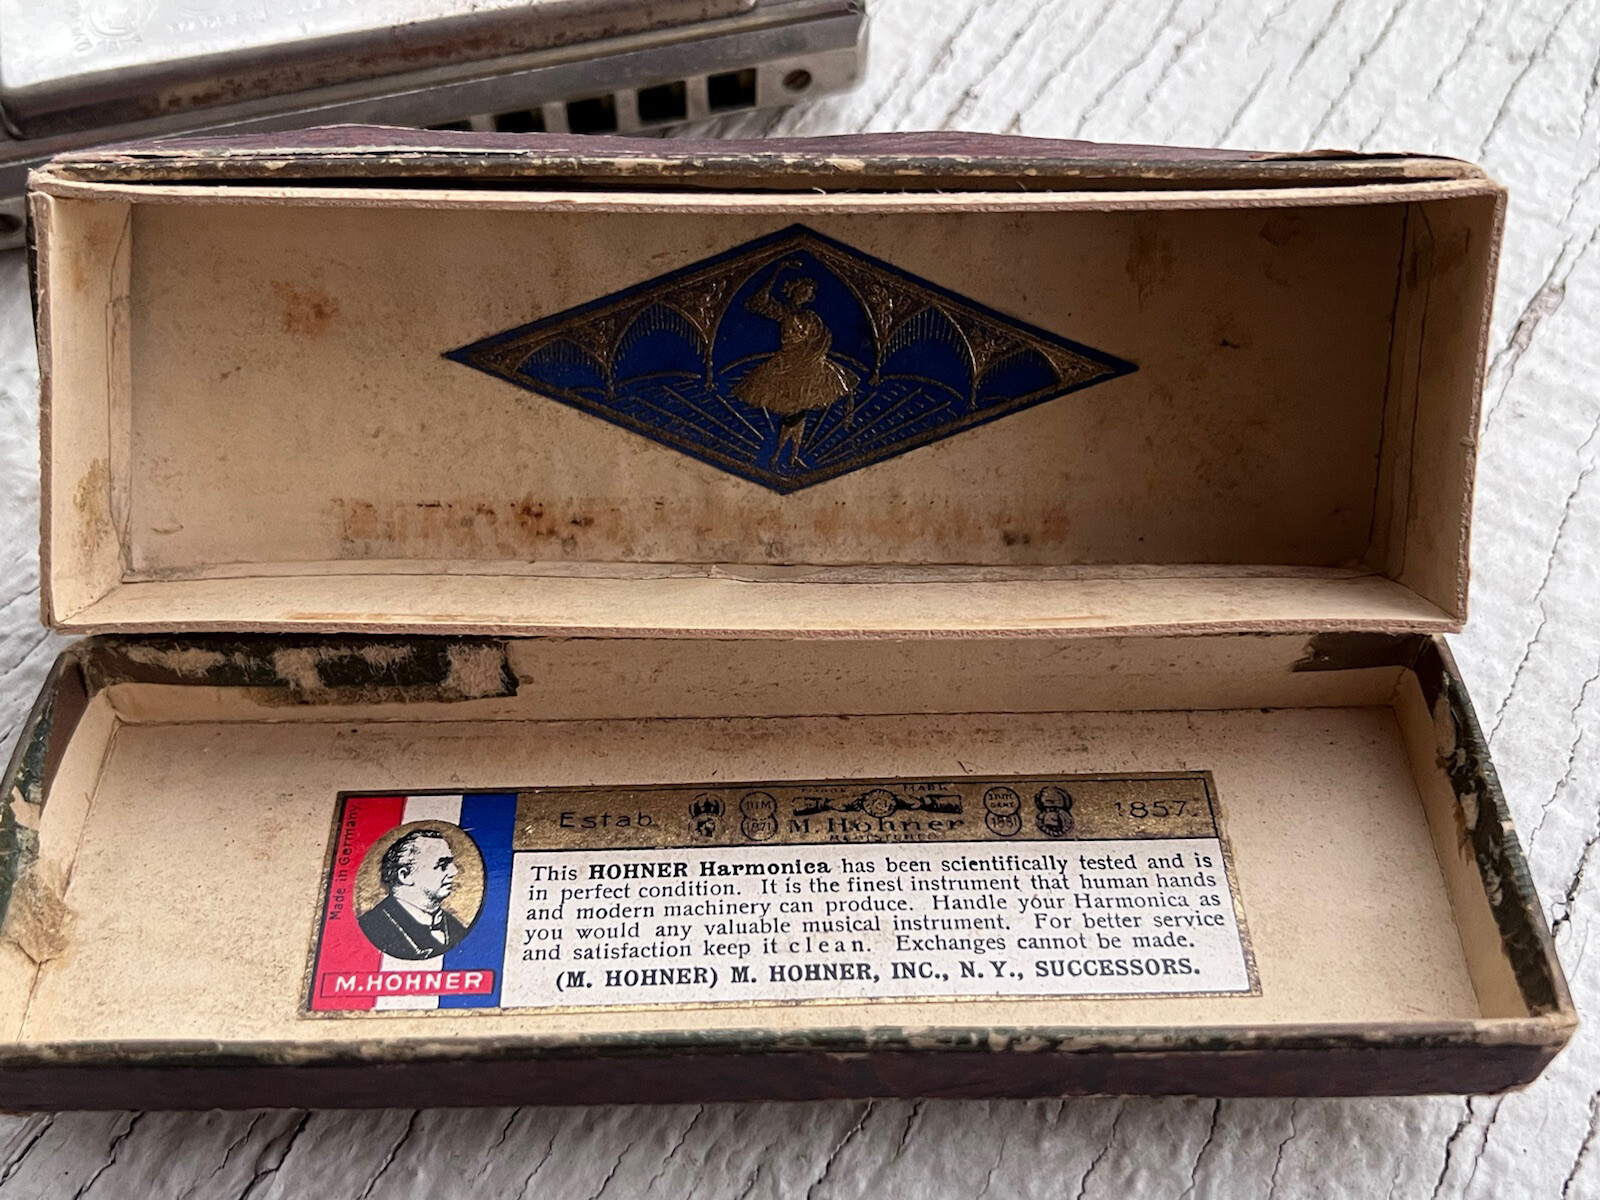 Made in Germany.
M.HOHNER
Estab. MARK 1857.
M. Hohner
REGISTERED
This HOHNER Harmonica has been scientifically tested and is
in perfect condition. It is the finest instrument that human hands
and modern machinery can produce. Handle your Harmonica as
you would any valuable musical instrument. For better service
and satisfaction keep it clean. Exchanges cannot be made.
(M. HOHNER) M. HOHNER, INC., N. Y., SUCCESSORS.